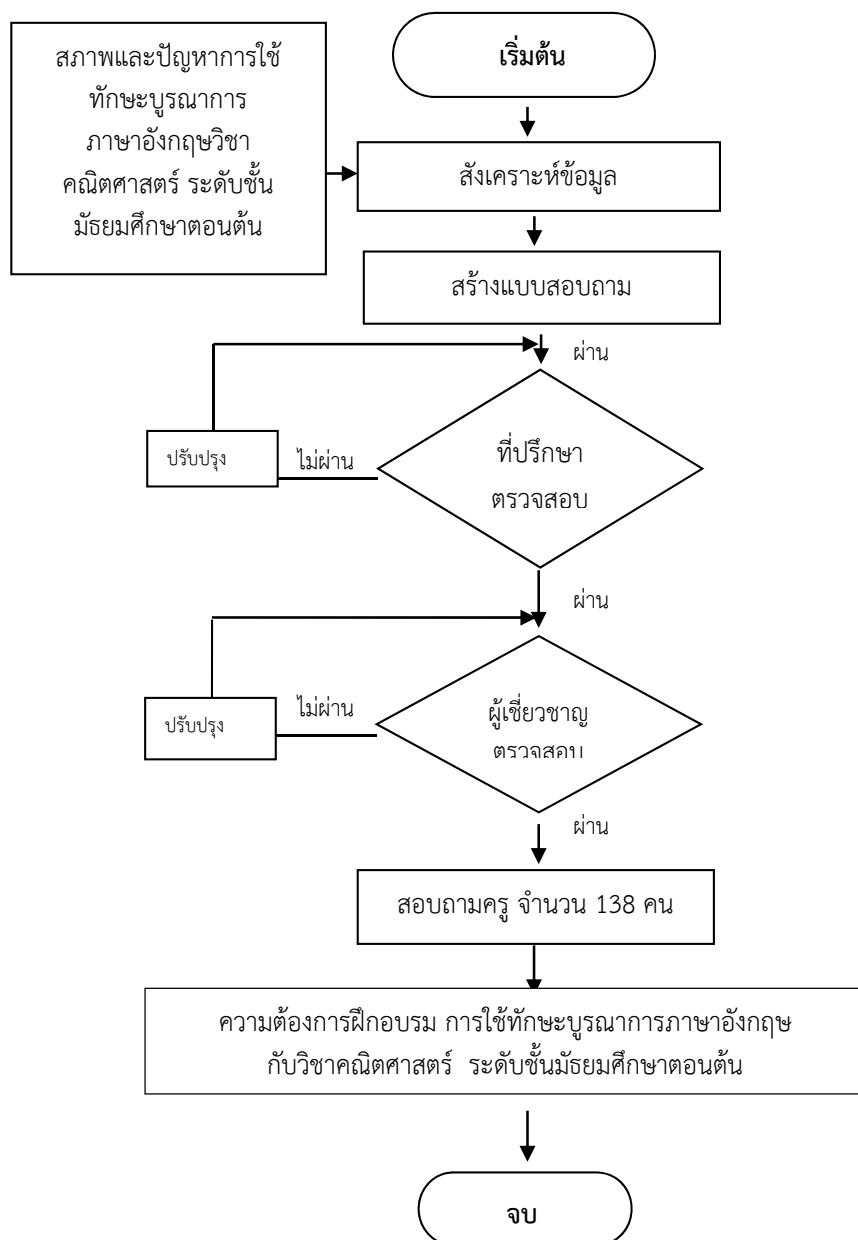 เริ่มต้น
สภาพและปัญหาการใช้
ทักษะบูรณาการ
ภาษาอังกฤษวิชา
คณิตศาสตร์ ระดับชั้น
มัธยมศึกษาตอนต้น
สังเคราะห์ข้อมูล
สร้างแบบสอบถาม
ผ่าน
ที่ปรึกษา
ตรวจสอบ
ไม่ผ่าน
ปรับปรุง
ผ่าน
ผู้เชี่ยวชาญ
ตรวจสอบ
ไม่ผ่าน
ปรับปรุง
ผ่าน
สอบถามครู จำนวน 138 คน
ความต้องการฝึกอบรม การใช้ทักษะบูรณาการภาษาอังกฤษ
กับวิชาคณิตศาสตร์ ระดับชั้นมัธยมศึกษาตอนต้น
จบ